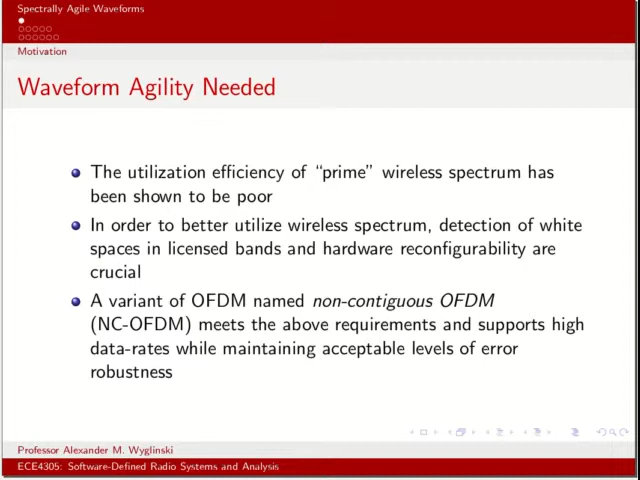 Spectrally Agile Waveforms
Motivation
Waveform Agility Needed
The utilization efficiency of “prime” wireless spectrum has
been shown to be poor
In order to better utilize wireless spectrum, detection of white
spaces in licensed bands and hardware reconfigurability are
crucial
A variant of OFDM named non-contiguous OFDM
(NC-OFDM) meets the above requirements and supports high
data-rates while maintaining acceptable levels of error
robustness
Professor Alexander M. Wyglinski
ECE4305: Software-Defined Radio Systems and Analysis